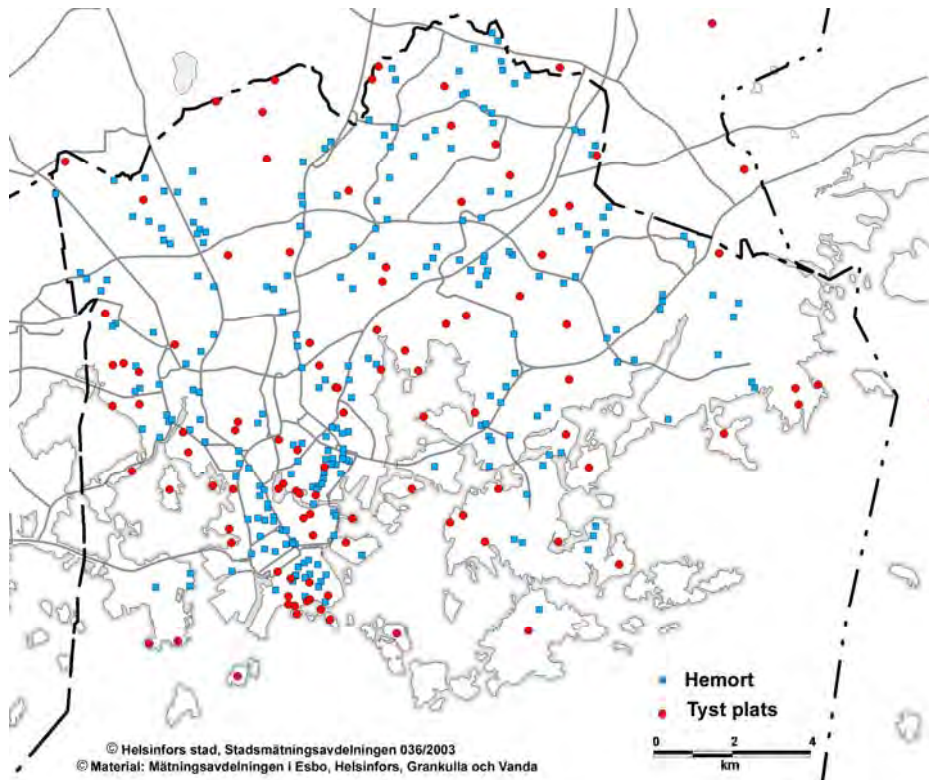 Hemort
Tyst plats
0 2 4
km
© Helsinfors stad, Stadsmätningsavdelningen 036/2003
© Material: Mätningsavdelningen i Esbo, Helsinfors, Grankulla och Vanda